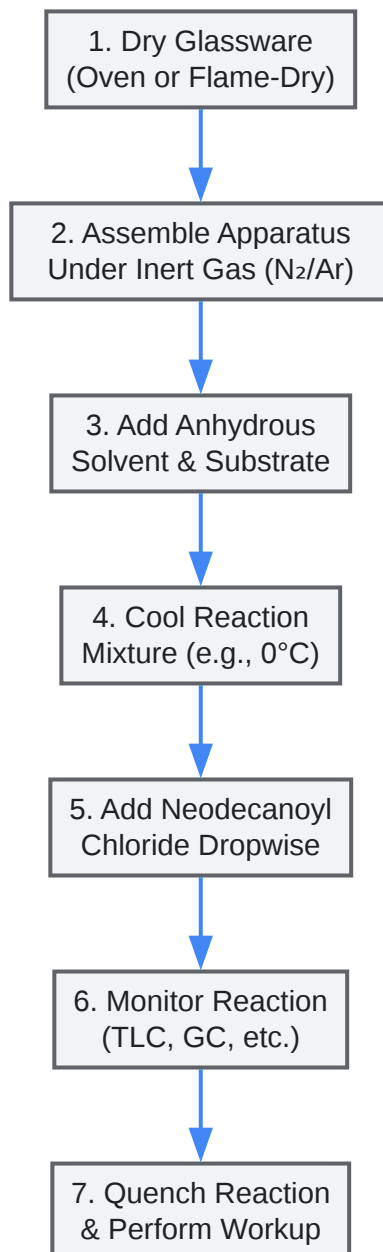 1. Dry Glassware
(Oven or Flame-Dry)
2. Assemble Apparatus
Under Inert Gas (N₂/Ar)
3. Add Anhydrous
Solvent & Substrate
4. Cool Reaction
Mixture (e.g., 0°C)
5. Add Neodecanoyl
Chloride Dropwise
6. Monitor Reaction
(TLC, GC, etc.)
7. Quench Reaction
& Perform Workup